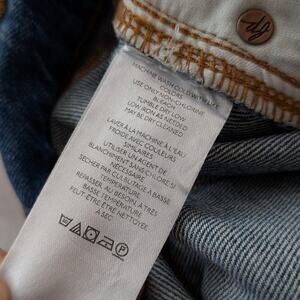 MACHINE WASH COLD WITH LIKE
COLORS
USE ONLY NON-CHLORINE
BLEACH
TUMBLE DRY LOW
LOW IRON AS NEEDED
MAY BE DRY CLEANED
LAVER À LA MACHINE À L'EAU
FROIDE AVEC COULEURS
SIMILAIRES
UTILISER UN AGENT DE
BLANCHIMENT SANS CHLORE SI
SÉCHER PAR CULBUTAGE À BASSE
TEMPÉRATURE
REPASSER, AU BESOIN, À TRÈS
BASSE TEMPÉRATURE
PEUT ÊTRE NETTOYÉ
À SEC
P